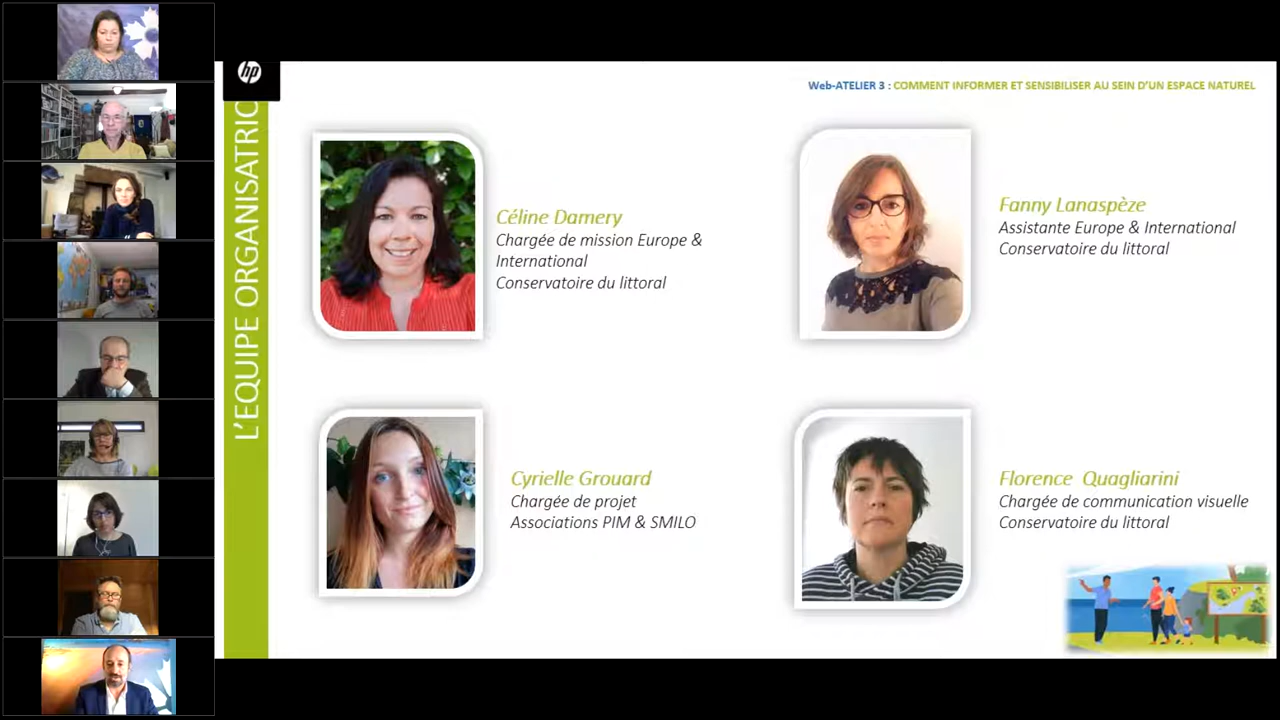 hp
L'EQUIPE ORGANISATRIC
Web-ATELIER 3 : COMMENT INFORMER ET SENSIBILISER AU SEIN D'UN ESPACE NATUREL
Céline Damery
Chargée de mission Europe &
International
Conservatoire du littoral
Fanny Lanaspèze
Assistante Europe & International
Conservatoire du littoral
Cyrielle Grouard
Chargée de projet
Associations PIM & SMILO
Florence Quagliarini
Chargée de communication visuelle
Conservatoire du littoral